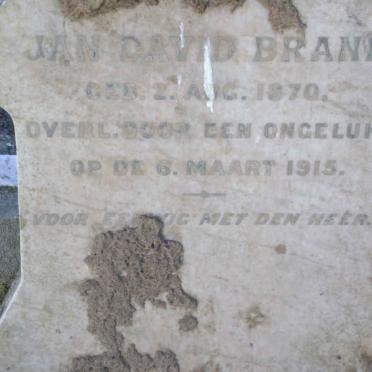 JAN DAVID BRAN
GEB. 2. AUG. 1870.
OVERL. DOOR EEN ONGELUK
OP DE 6. MAART 1915.
VOOR EEUWIG MET DEN HEER.